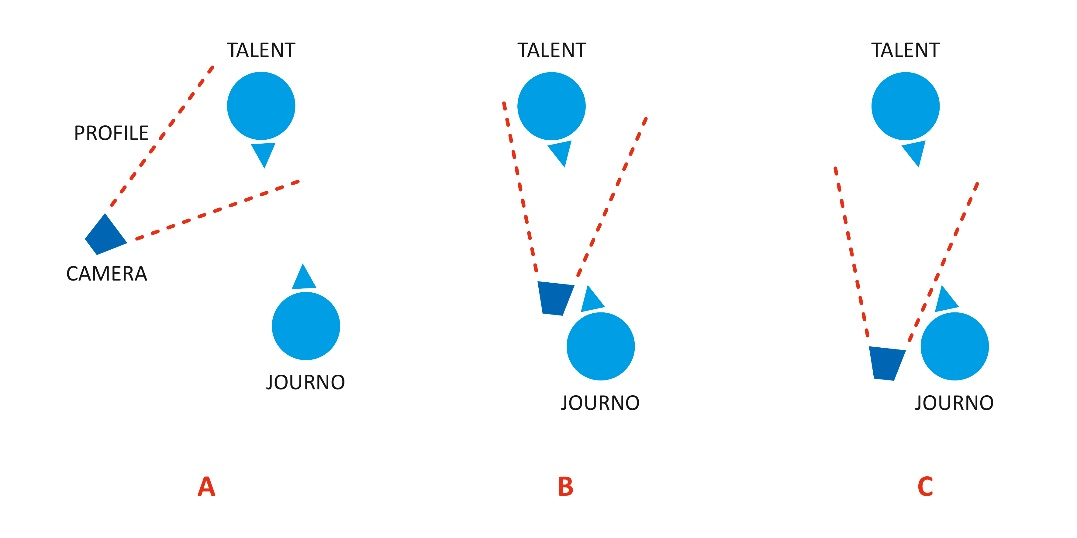 TALENT
PROFILE
CAMERA
JOURNO
A
TALENT
JOURNO
B
TALENT
JOURNO
C